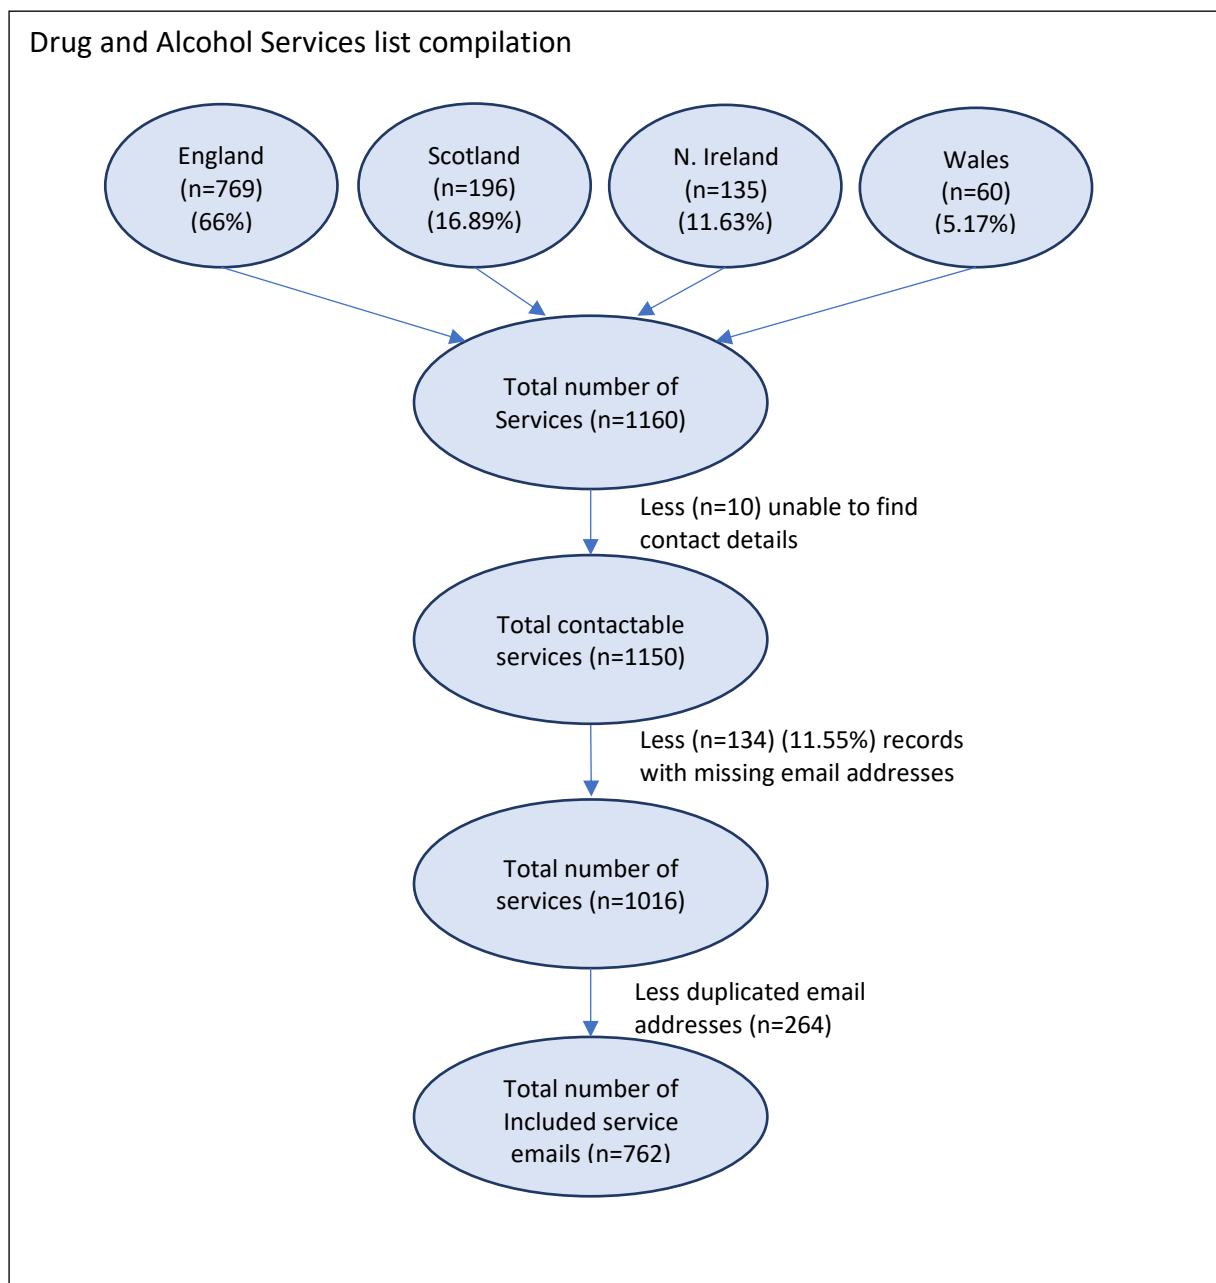 Drug and Alcohol Services list compilation
England
(n=769)
(66%)
Scotland
(n=196)
(16.89%)
N. Ireland
(n=135)
(11.63%)
Wales
(n=60)
(5.17%)
Total number of
Services (n=1160)
Less (n=10) unable to find
contact details
Total contactable
services (n=1150)
Less (n=134) (11.55%) records
with missing email addresses
Total number of
services (n=1016)
Less duplicated email
addresses (n=264)
Total number of
Included service
emails (n=762)